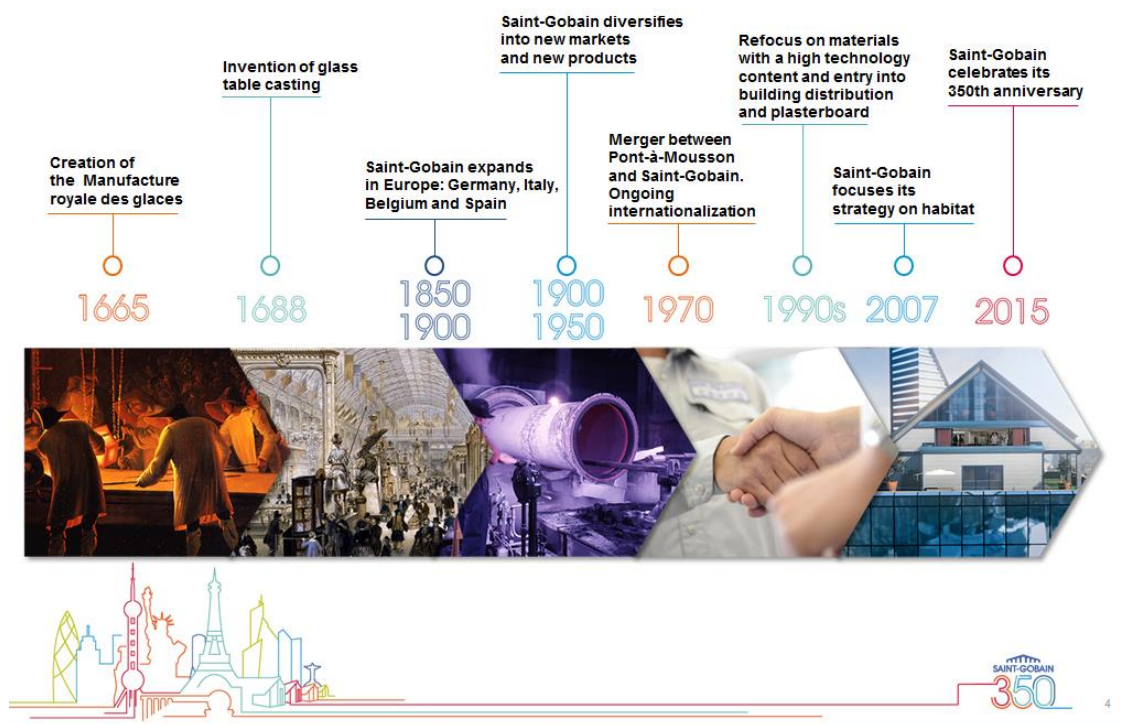 Creation of
the Manufacture
royale des glaces
1665
Invention of glass
table casting
1688
Saint-Gobain expands
in Europe: Germany, Italy,
Belgium and Spain
1850
1900
Saint-Gobain diversifies
into new markets
and new products
1900
1950
Merger between
Pont-à-Mousson
and Saint-Gobain.
Ongoing
internationalization
1970
Refocus on materials
with a high technology
content and entry into
building distribution
and plasterboard
1990s
Saint-Gobain
focuses its
strategy on habitat
2007
Saint-Gobain
celebrates its
350th anniversary
2015
SAINT-GOBAIN
350
4